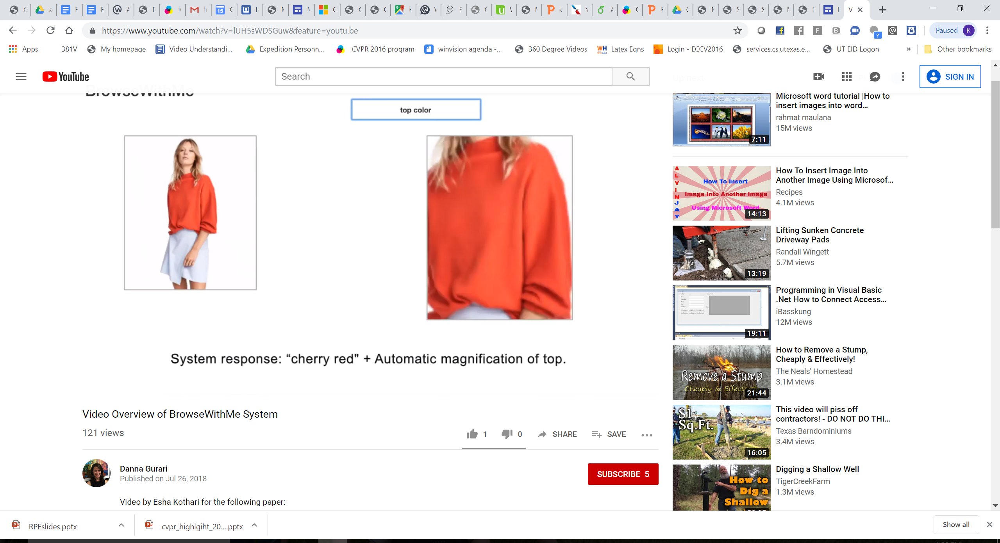 https://www.youtube.com/watch?v=lUH5sWDSGuw&feature=youtu.be
Paused K
Apps 381V My homepage Video Understandi... Expedition Personn... CVPR 2016 program winvision agenda -... 360 Degree Videos Latex Eqns Login - ECCV2016 services.cs.utexas.e... UT EID Logon » Other bookmarks
YouTube
Search
SIGN IN
Up next
BrowseWithMe
top color
System response: “cherry red" + Automatic magnification of top.
Video Overview of BrowseWithMe System
121 views
1 0 SHARE SAVE
Danna Gurari
Published on Jul 26, 2018
SUBSCRIBE 5
Video by Esha Kothari for the following paper:
Microsoft word tutorial |How to
insert images into word...
rahmat maulana
15M views
7:11
ALVINJAY
How To Insert
Image Into Another Image
Using Microsoft Word
14:13
How To Insert Image Into
Another Image Using Microsof...
Recipes
4.1M views
Lifting Sunken Concrete
Driveway Pads
Randall Wingett
5.7M views
13:19
Programming in Visual Basic
.Net How to Connect Access...
iBasskung
12M views
19:11
How to Remove a Stump,
Cheaply & Effectively!
The Neals' Homestead
3.1M views
Remove a Stump
21:44
$1
Sq.Ft.
16:05
This video will piss off
contractors! - DO NOT DO THI...
Texas Barndominiums
3.4M views
Digging a Shallow Well
TigerCreekFarm
1.3M views
How to
Dig a
Shallow
RPEslides.pptx
cvpr_highlgiht_20....pptx
Show all